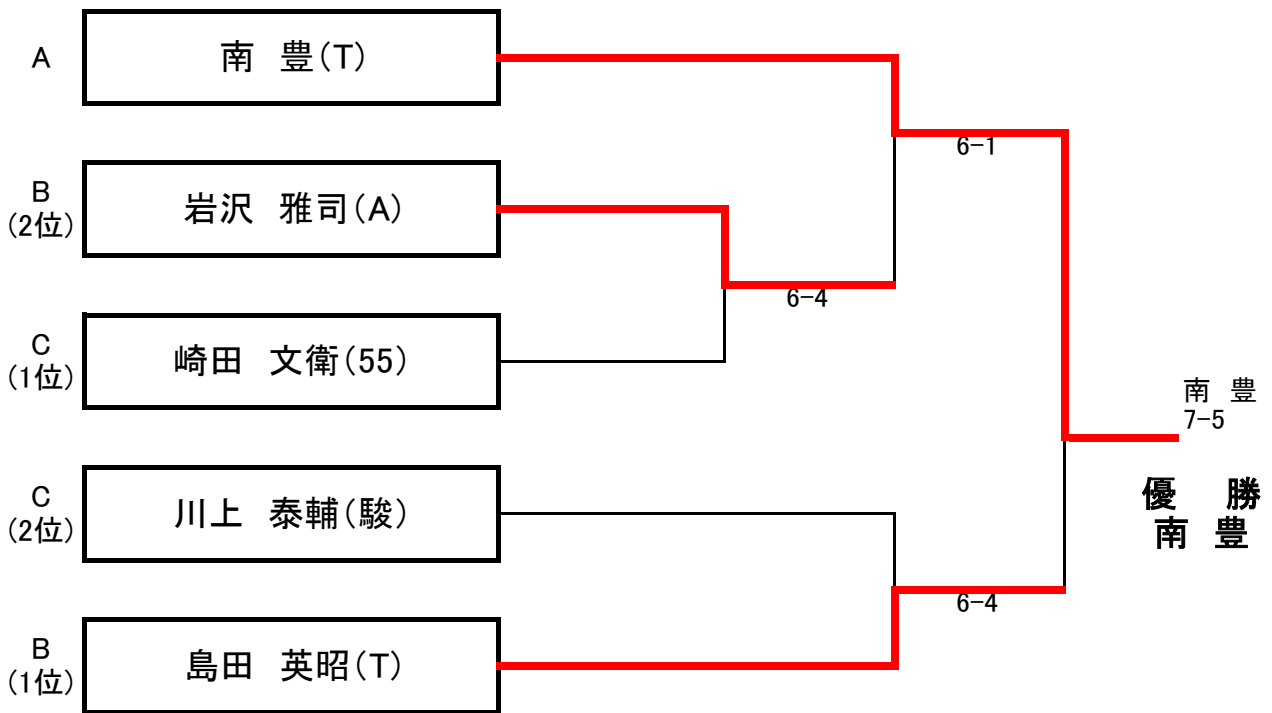 A
南　豊(T)
6-1
B
(2位)
岩沢　雅司(A)
6-4
C
(1位)
崎田　文衛(55)
南　豊
7-5
優　勝
南　豊
C
(2位)
川上　泰輔(駿)
6-4
B
(1位)
島田　英昭(T)